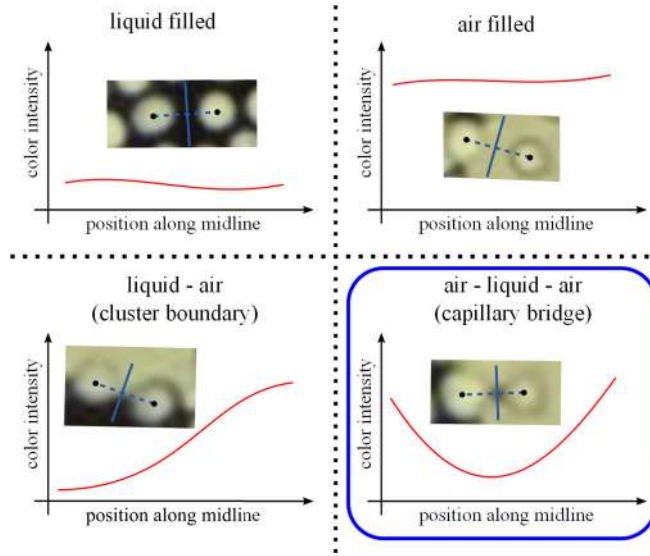 liquid filled
color intensity
position along midline
air filled
color intensity
position along midline
liquid - air
(cluster boundary)
color intensity
position along midline
air - liquid - air
(capillary bridge)
color intensity
position along midline